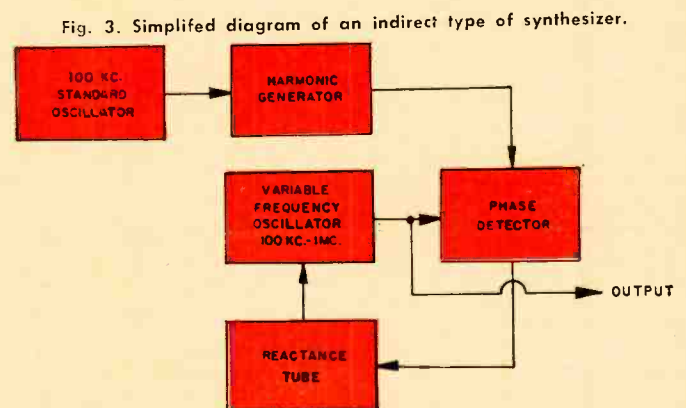 Fig. 3. Simplifed diagram of an indirect type of synthesizer.
100 KC.
STANDARD
OSCILLATOR
HARMONIC
GENERATOR
VARIABLE
FREQUENCY
OSCILLATOR
100 KC.-1MC.
PHASE
DETECTOR
OUTPUT
REACTANCE
TUBE